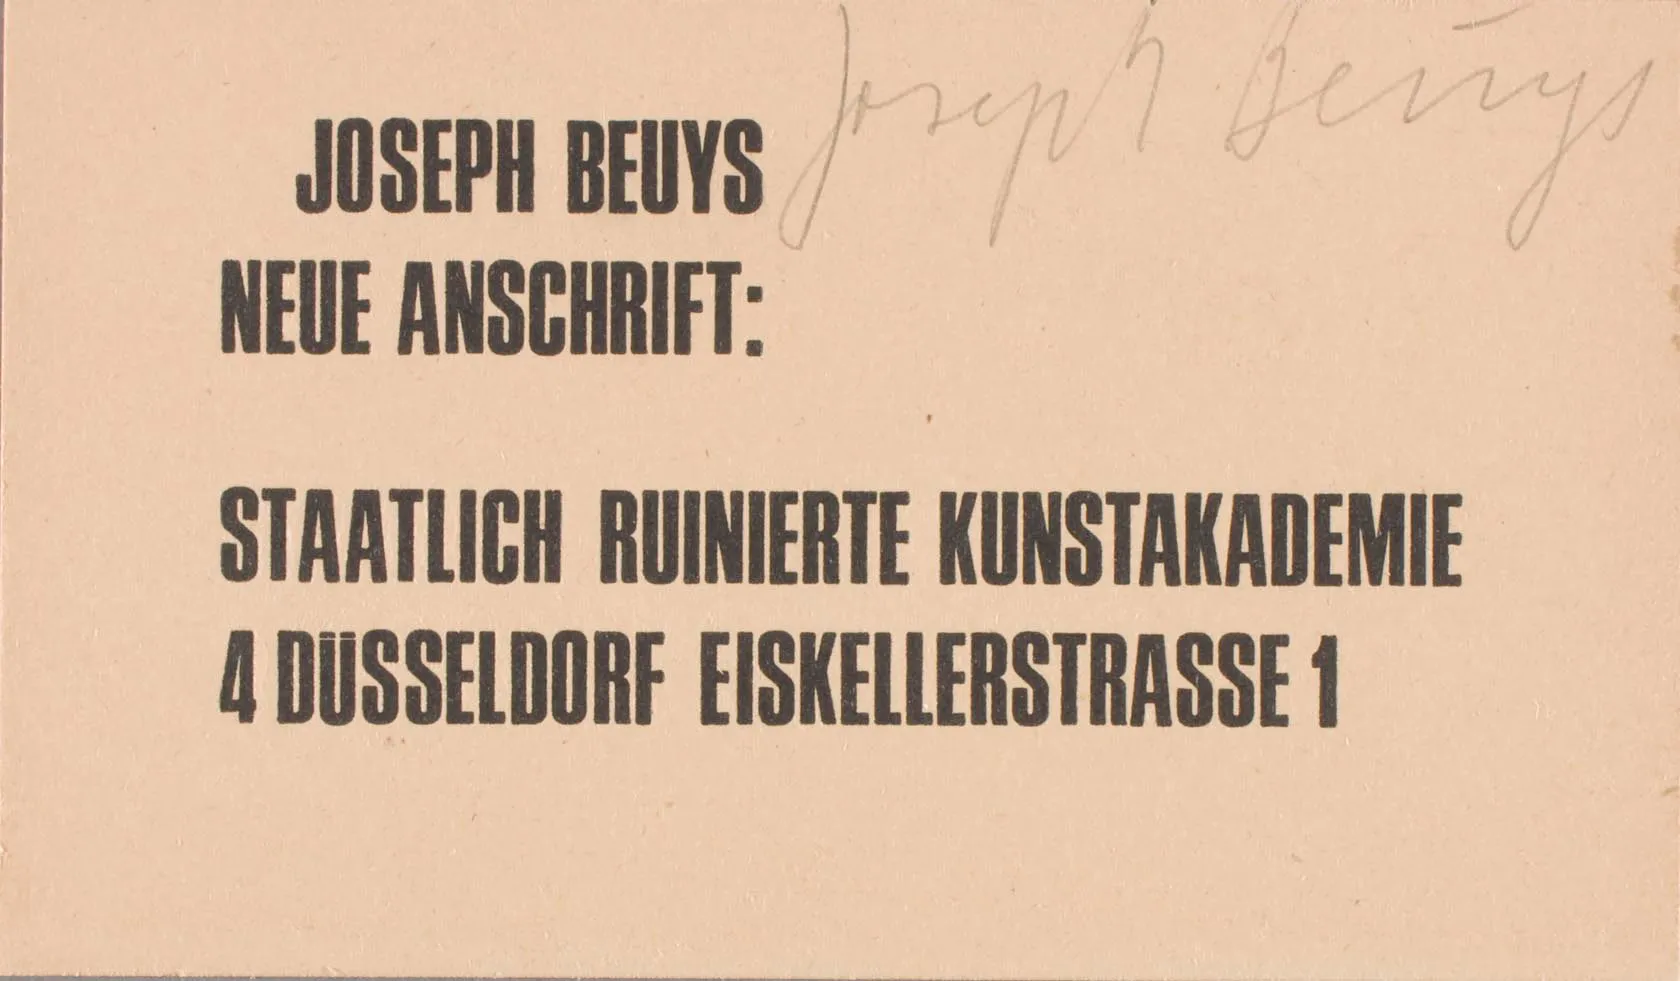 Joseph Beuys
JOSEPH BEUYS
NEUE ANSCHRIFT:
STAATLICH RUINIERTE KUNSTAKADEMIE
4 DÜSSELDORF EISKELLERSTRASSE 1